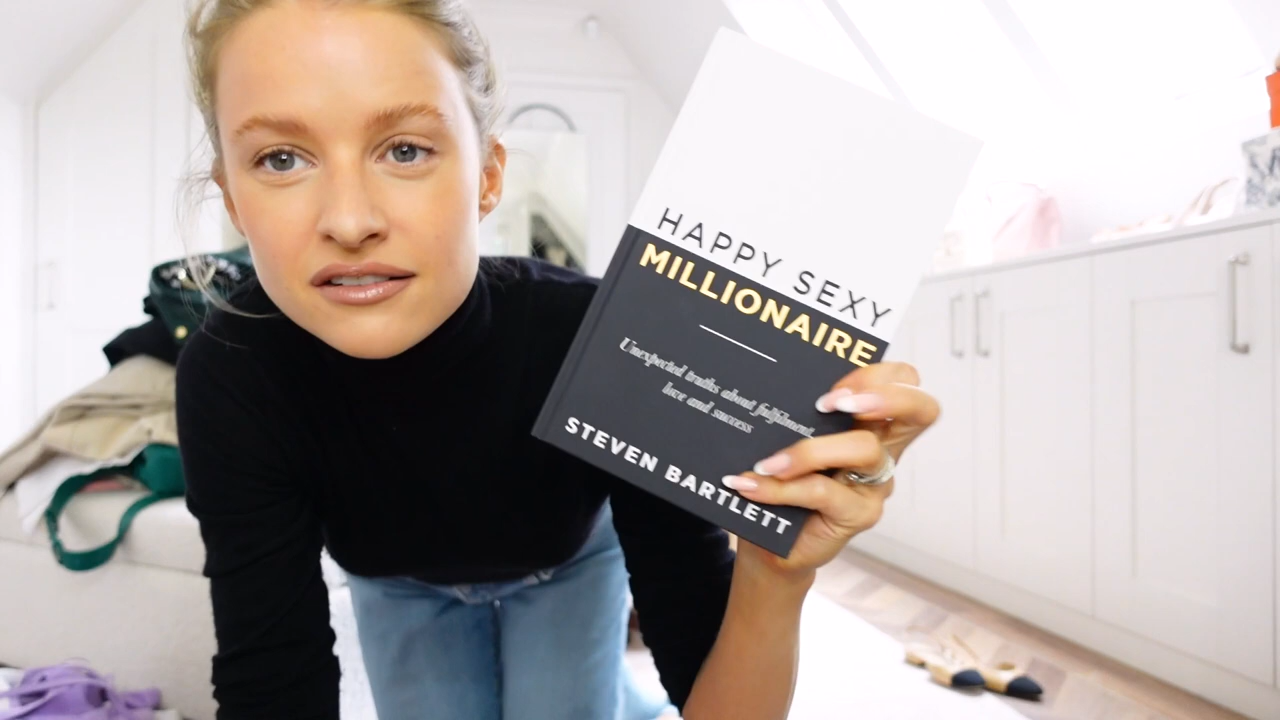 HAPPY SEXY
MILLIONAIRE
Unexpected truths about fulfilment,
love and success
STEVEN BARTLETT